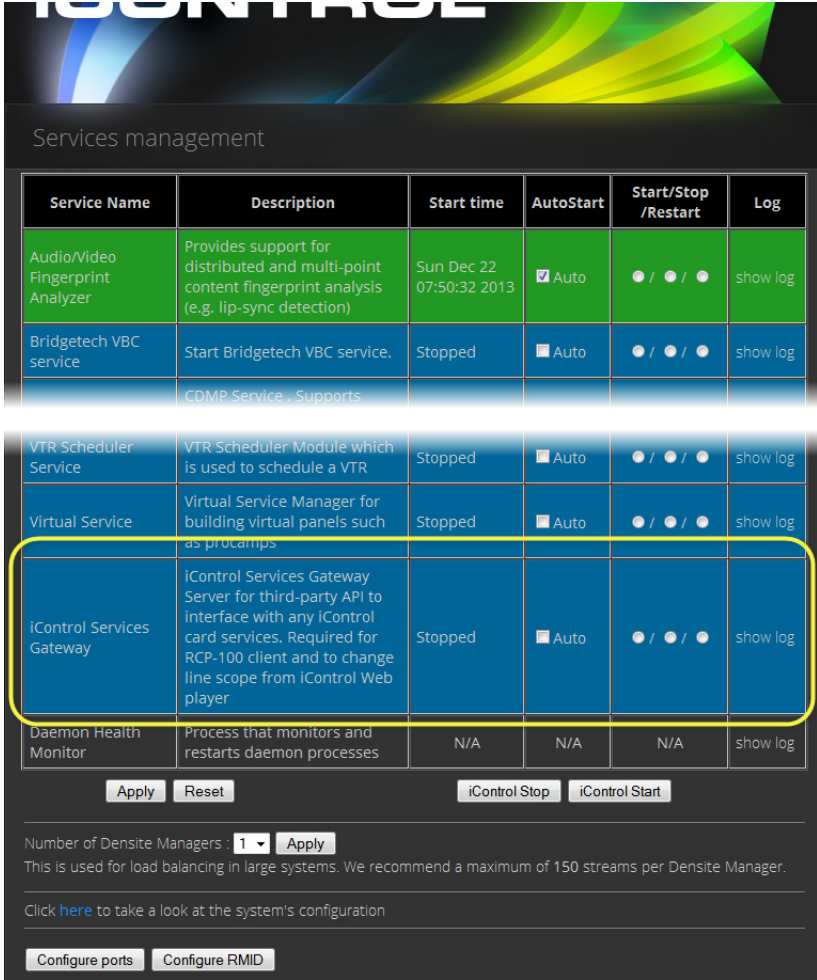 iCONTROL
Services management
Service Name Description Start time AutoStart Start/Stop /Restart Log
Audio/Video Fingerprint Analyzer Provides support for distributed and multi-point content fingerprint analysis (e.g. lip-sync detection) Sun Dec 22 07:50:32 2013 Auto / / show log
Bridgetech VBC service Start Bridgetech VBC service. Stopped Auto / / show log
CDMP Service . Supports
VTR Scheduler Service VTR Scheduler Module which is used to schedule a VTR Stopped Auto / / show log
Virtual Service Virtual Service Manager for building virtual panels such as procamps Stopped Auto / / show log
iControl Services Gateway iControl Services Gateway Server for third-party API to interface with any iControl card services. Required for RCP-100 client and to change line scope from iControl Web player Stopped Auto / / show log
Daemon Health Monitor Process that monitors and restarts daemon processes N/A N/A N/A show log
Apply Reset iControl Stop iControl Start
Number of Densite Managers : 1 Apply
This is used for load balancing in large systems. We recommend a maximum of 150 streams per Densite Manager.
Click here to take a look at the system's configuration
Configure ports Configure RMID